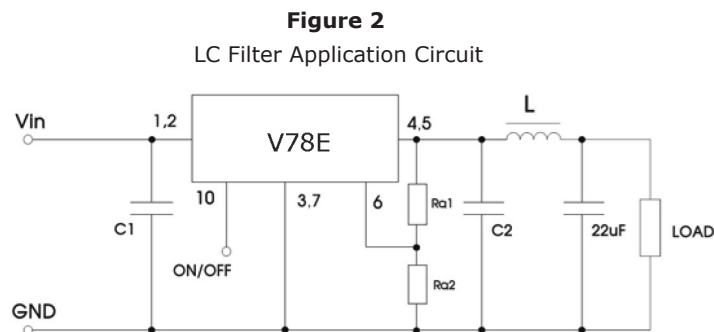 Figure 2
LC Filter Application Circuit
Vin
1,2
V78E
4,5
L
10
3,7
6
Ra1
C1
C2
22uF
LOAD
ON/OFF
Ra2
GND